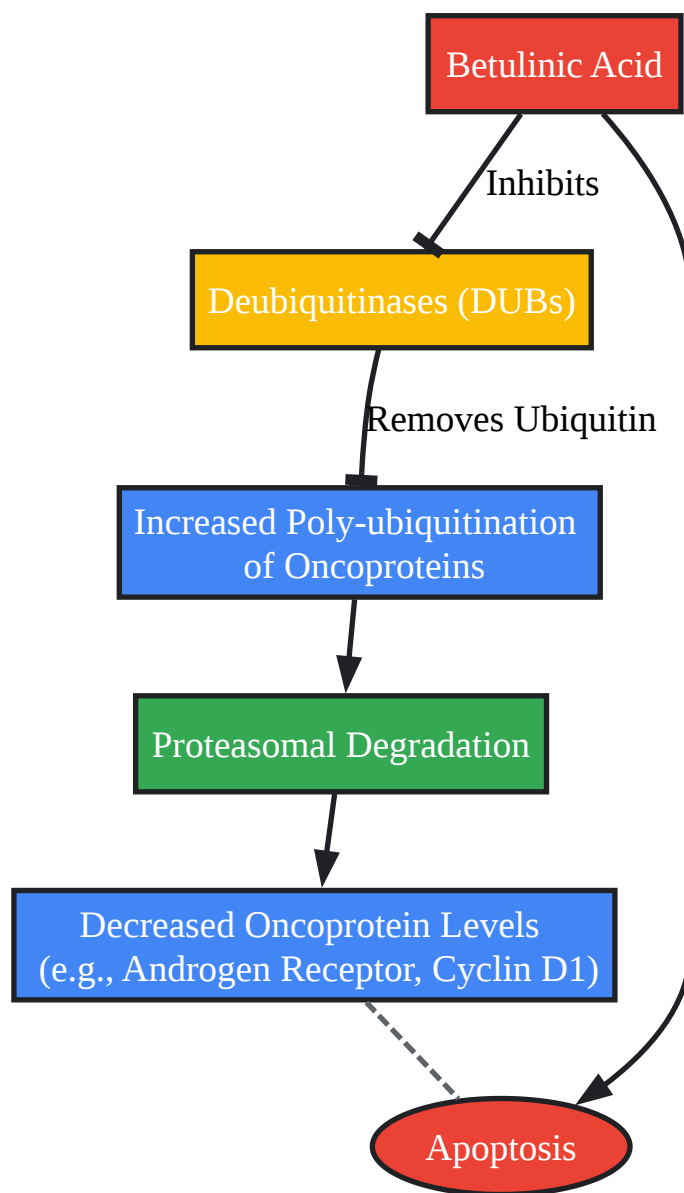 Betulinic Acid
Inhibits
Deubiquitinases (DUBs)
Removes Ubiquitin
Increased Poly-ubiquitination
of Oncoproteins
Proteasomal Degradation
Decreased Oncoprotein Levels
(e.g., Androgen Receptor, Cyclin D1)
Apoptosis